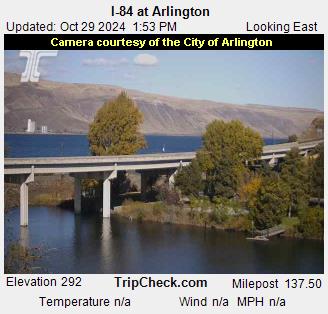 I-84 at Arlington
Updated: Oct 29 2024 1:53 PM Looking East
Camera courtesy of the City of Arlington
Elevation 292 TripCheck.com Milepost 137.50
Temperature n/a Wind n/a MPH n/a